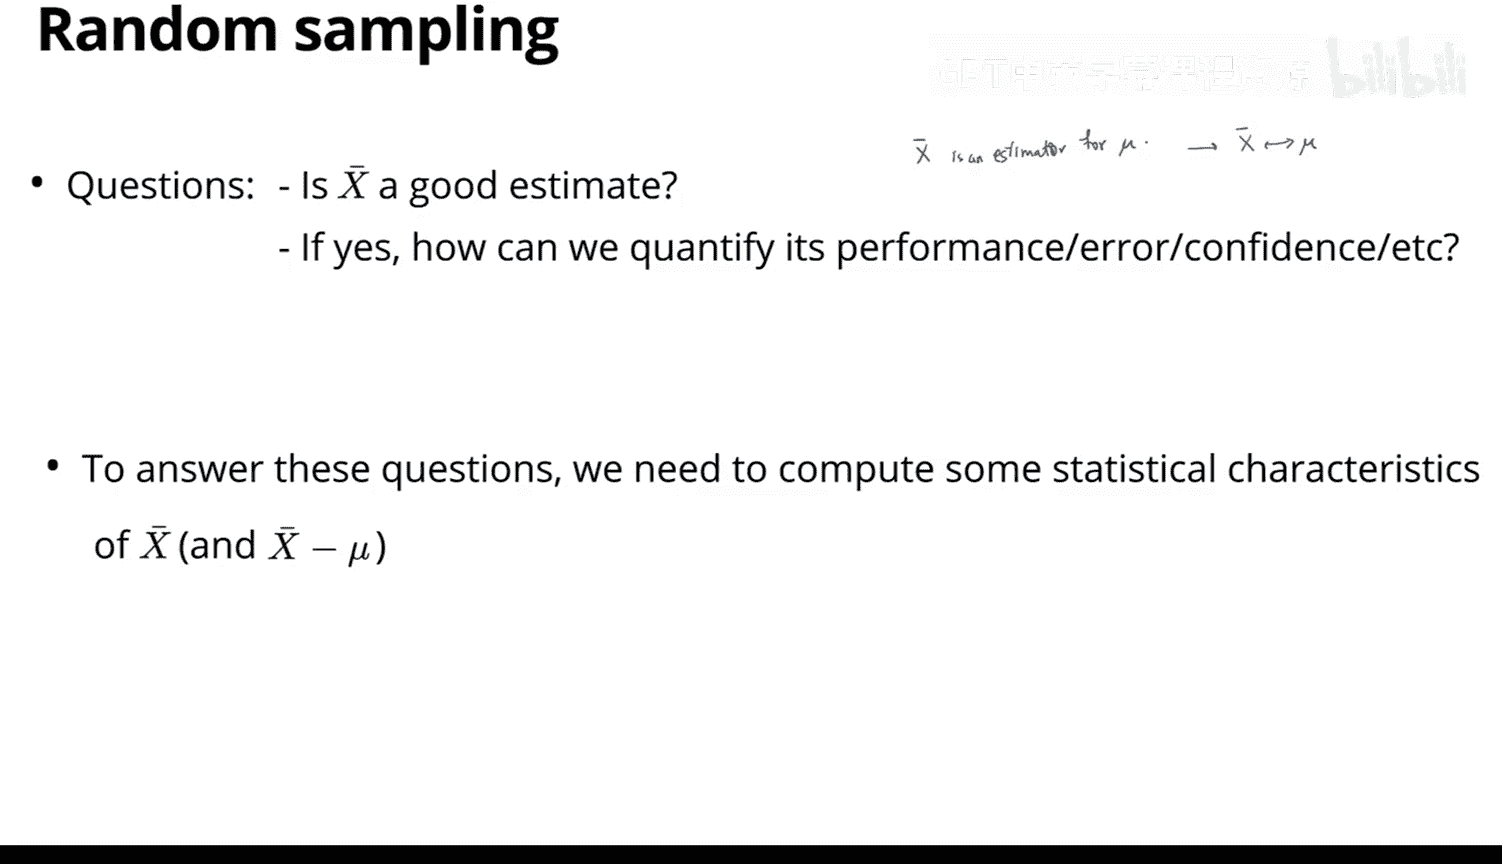 Random sampling
bilibili
X̄ is an estimator for μ. → X̄ ↔ μ
• Questions: - Is X̄ a good estimate?
- If yes, how can we quantify its performance/error/confidence/etc?
• To answer these questions, we need to compute some statistical characteristics
of X̄ (and X̄ – μ)